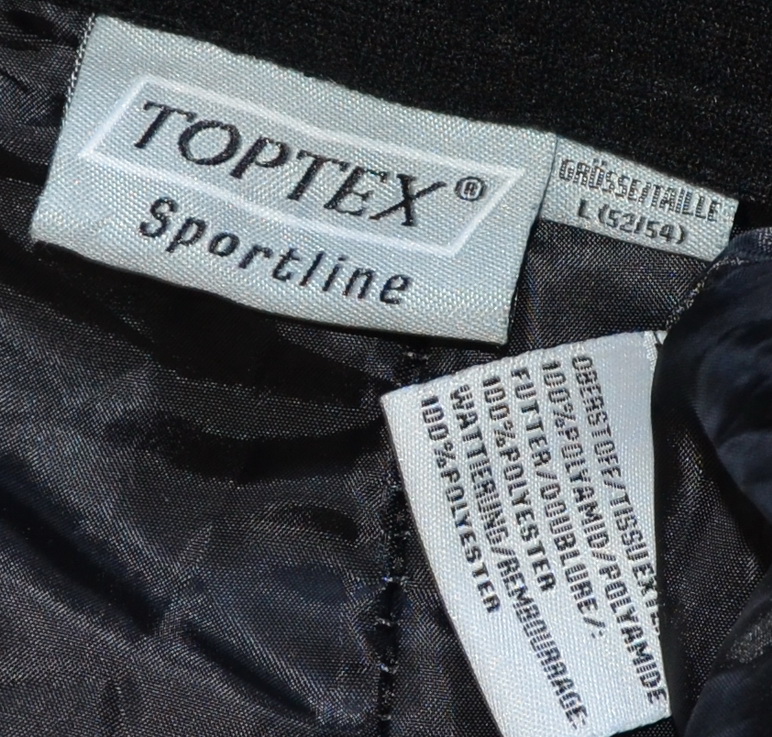 TOPTEX®
Sportline
GRÖSSE/TAILLE
L (52/54)
OBERSTOFF/TISSU
100%POLYAMID/POLYAMIDE
FUTTER/DOUBLURE/:
100%POLYESTER
WATTIERUNG/REMBOURRAGE:
100%POLYESTER